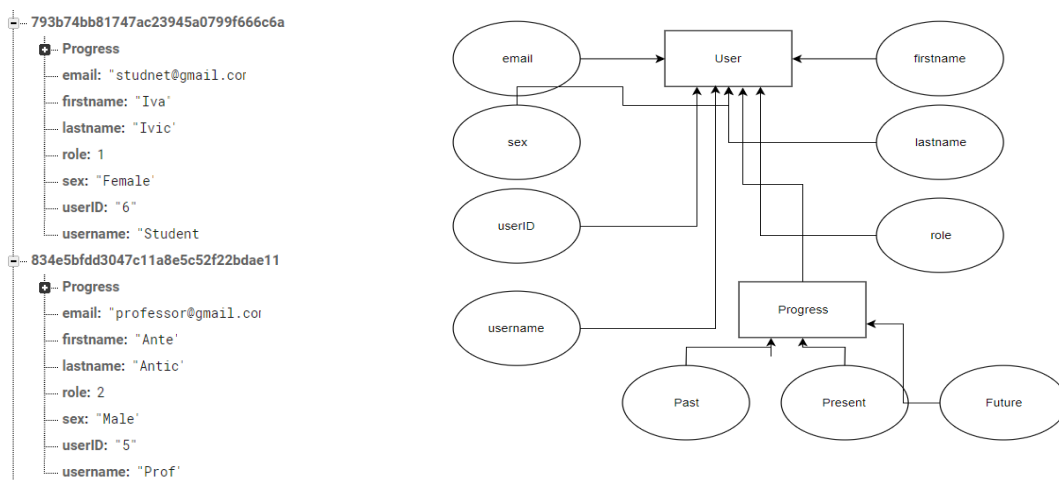 793b74bb81747ac23945a0799f666c6a
Progress
email: "studnet@gmail.cor
firstname: "Iva'
lastname: "Ivic'
role: 1
sex: "Female'
userID: "6"
username: "Student
834e5bfdd3047c11a8e5c52f22bdae11
Progress
email: "professor@gmail.cor
firstname: "Ante'
lastname: "Antic'
role: 2
sex: "Male'
userID: "5"
username: "Prof'
email
User
firstname
sex
lastname
userID
role
Progress
username
Past
Present
Future